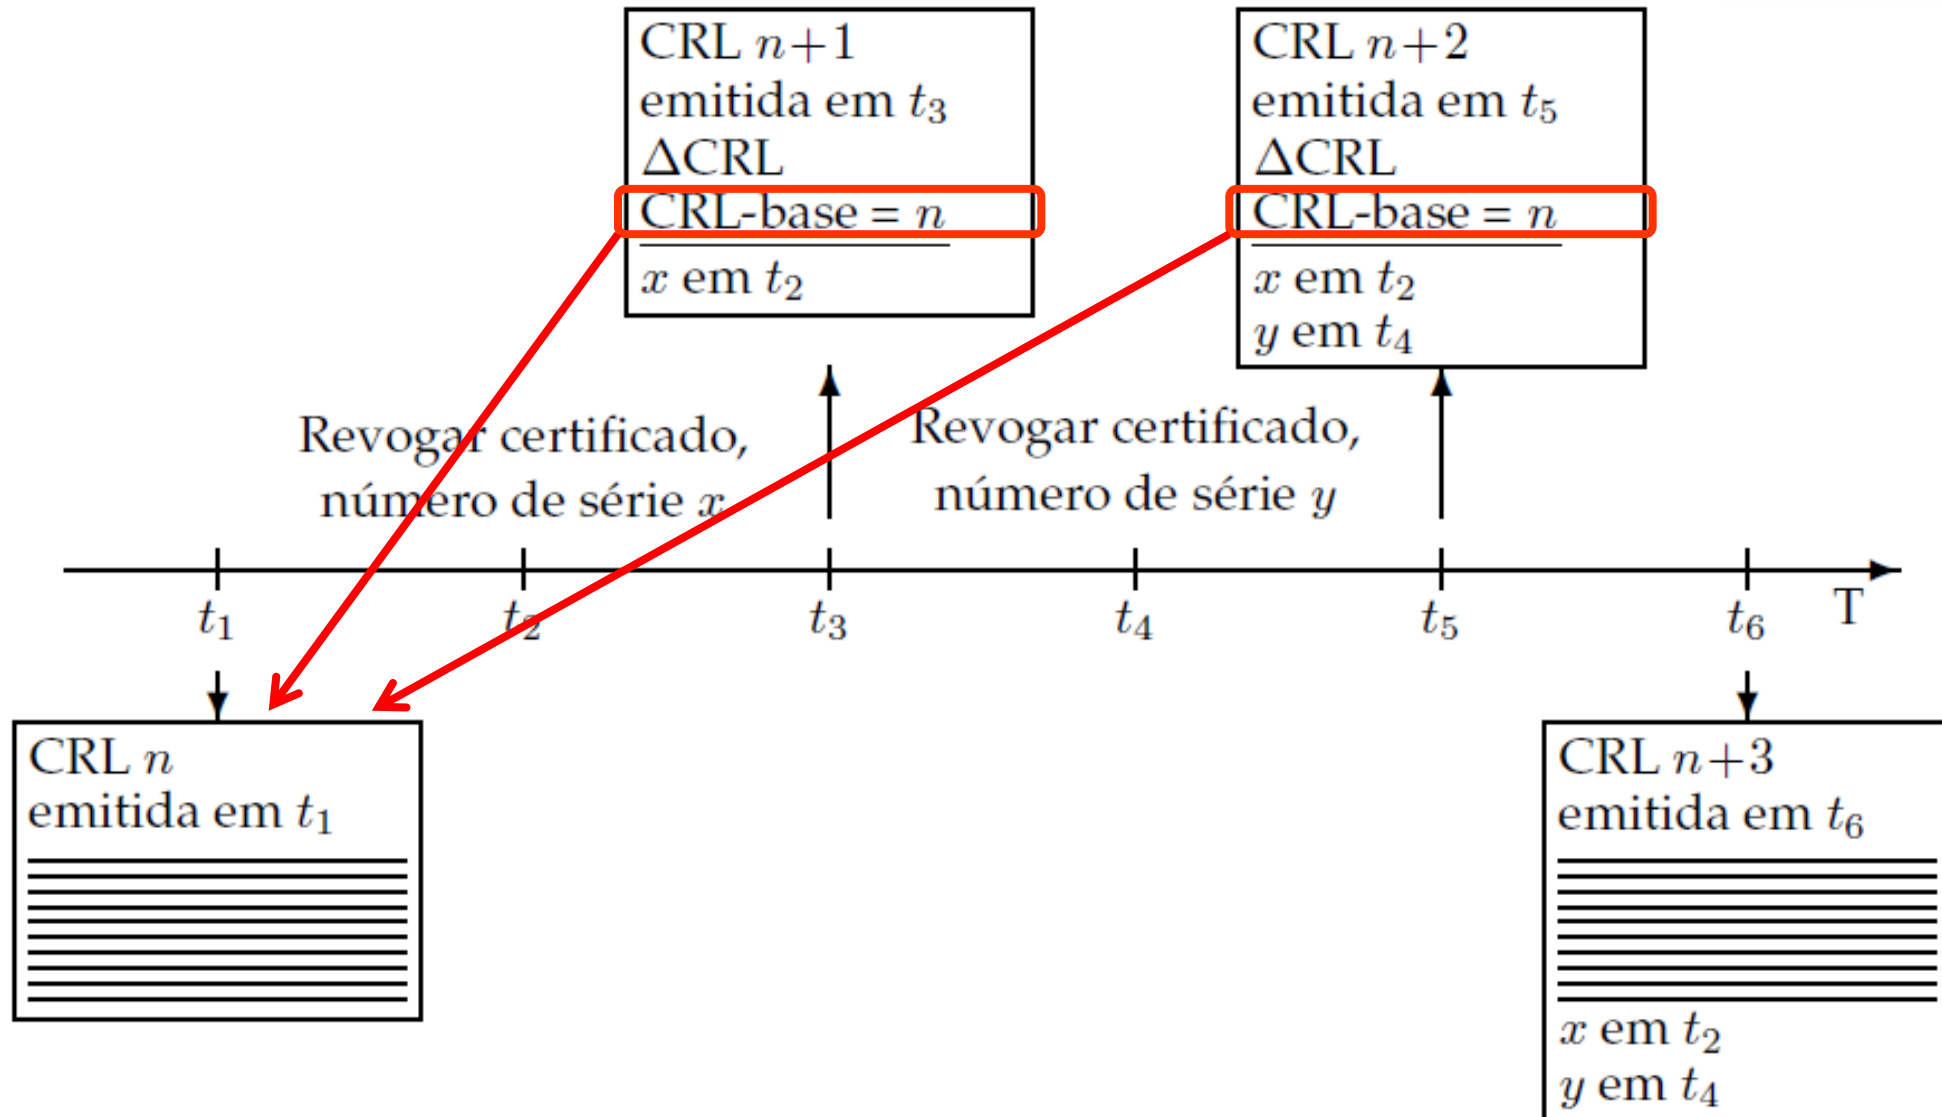 CRL n+1
emitida em t₃
ΔCRL
CRL-base = n
x em t₂
CRL n+2
emitida em t₅
ΔCRL
CRL-base = n
x em t₂
y em t₄
Revogar certificado,
número de série x
Revogar certificado,
número de série y
t₁ t₂ t₃ t₄ t₅ t₆ T
CRL n
emitida em t₁
CRL n+3
emitida em t₆
x em t₂
y em t₄